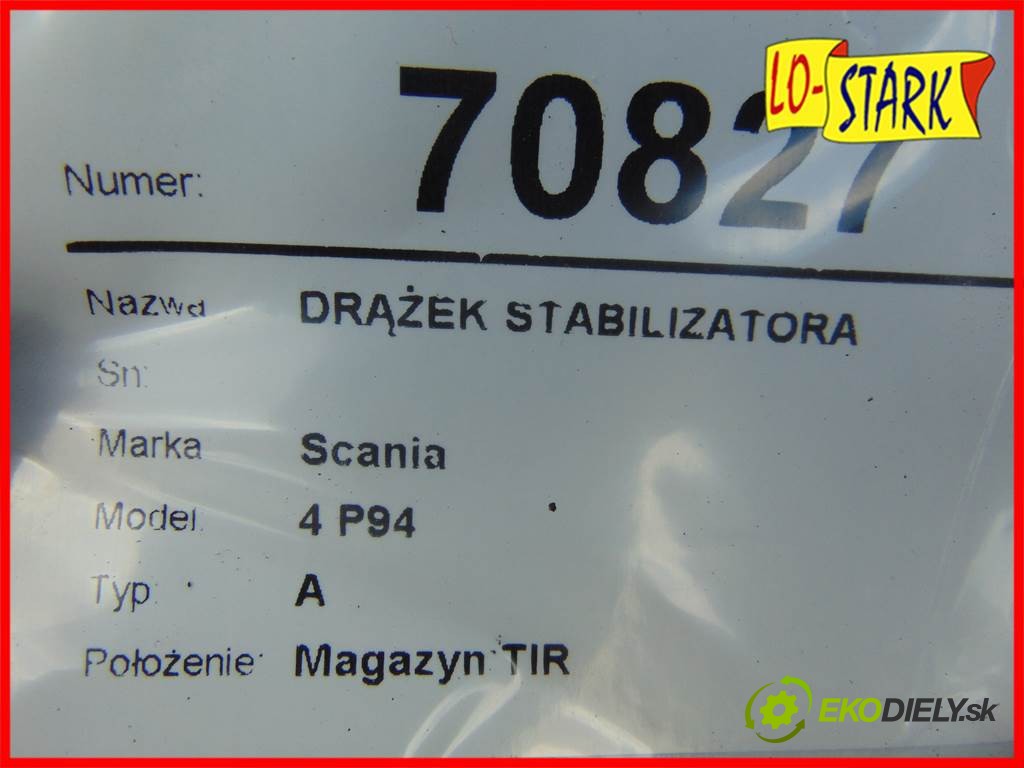 LO-STARK
Numer: 70827
Nazwa DRĄŻEK STABILIZATORA
Sn:
Marka Scania
Model 4 P94
Typ A
Położenie: Magazyn TIR
EKODIELY.sk